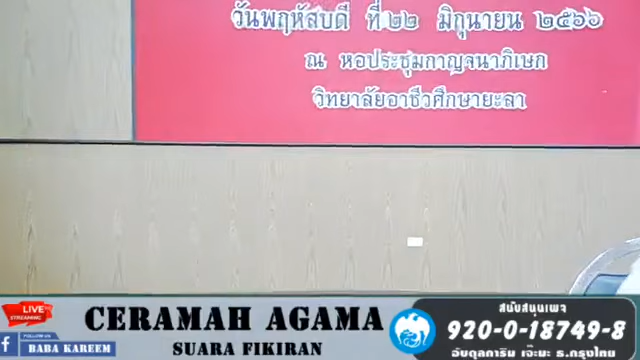 วันพฤหัสบดี ที่ ๒๒ มิถุนายน ๒๕๖๖
ณ หอประชุมกาญจนาภิเษก
วิทยาลัยอาชีวศึกษายะลา
LIVE
STREAMING
FOLLOW US
BABA KAREEM
CERAMAH AGAMA
SUARA FIKIRAN
สนับสนุนเพจ
920-0-18749-8
อับดุลการิม เจ๊ะยะ ธ.กรุงไทย